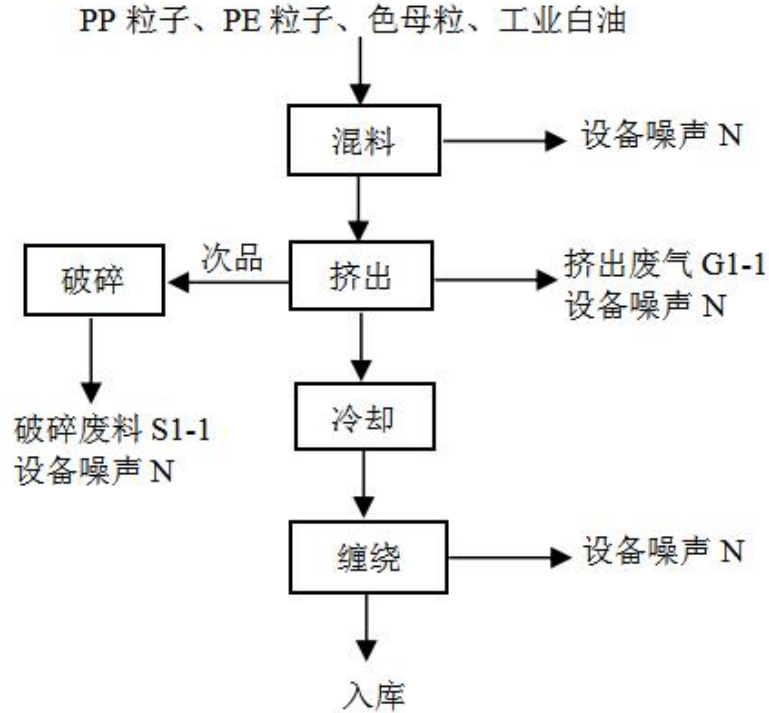 PP 粒子、PE 粒子、色母粒、工业白油
混料
设备噪声 N
破碎
次品
挤出
挤出废气 G1-1
设备噪声 N
冷却
破碎废料 S1-1
设备噪声 N
缠绕
设备噪声 N
入库